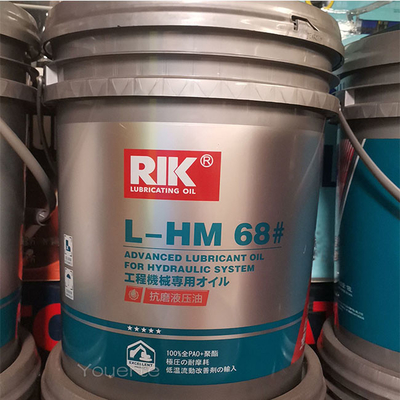 RIK®
LUBRICATING OIL
L-HM 68#
ADVANCED LUBRICANT OIL
FOR HYDRAULIC SYSTEM
工程機械専用オイル
抗磨液压油
★★★★★
EXCELLENT
100%全PAO+聚酯
極圧の耐摩耗
低温流動改善剤の輸入